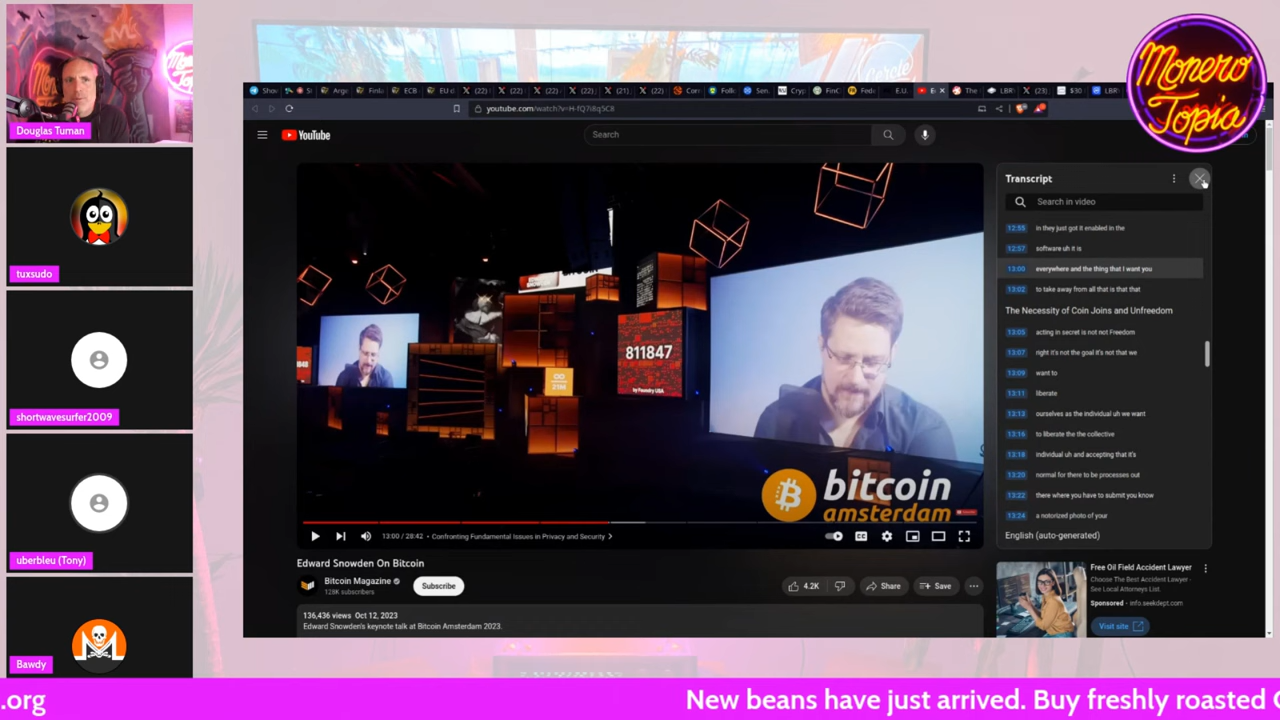 Douglas Tuman
tuxsudo
shortwavesurfer2009
uberbleu (Tony)
Bawdy
Monero
Topia
youtube.com/watch?v=H-fQ7i8q5C8
YouTube
Search
811847
by Foundry USA
21M
bitcoin
amsterdam
13:00 / 28:42 • Confronting Fundamental Issues in Privacy and Security
Transcript
Search in video
12:55 in they just got it enabled in the
12:57 software uh it is
13:00 everywhere and the thing that I want you
13:02 to take away from all that is that that
The Necessity of Coin Joins and Unfreedom
13:05 acting in secret is not not Freedom
13:07 right it's not the goal it's not that we
13:09 want to
13:11 liberate
13:13 ourselves as the individual uh we want
13:16 to liberate the the collective
13:18 individual uh and accepting that it's
13:20 normal for there to be processes out
13:22 there where you have to submit you know
13:24 a notorized photo of your
English (auto-generated)
Edward Snowden On Bitcoin
Bitcoin Magazine
128K subscribers
Subscribe
4.2K
Share
Save
136,436 views Oct 12, 2023
Edward Snowden's keynote talk at Bitcoin Amsterdam 2023.
Free Oil Field Accident Lawyer
Choose The Best Accident Lawyer -
See Local Attorneys List.
Sponsored • info.seekdept.com
Visit site
.org
New beans have just arrived. Buy freshly roasted